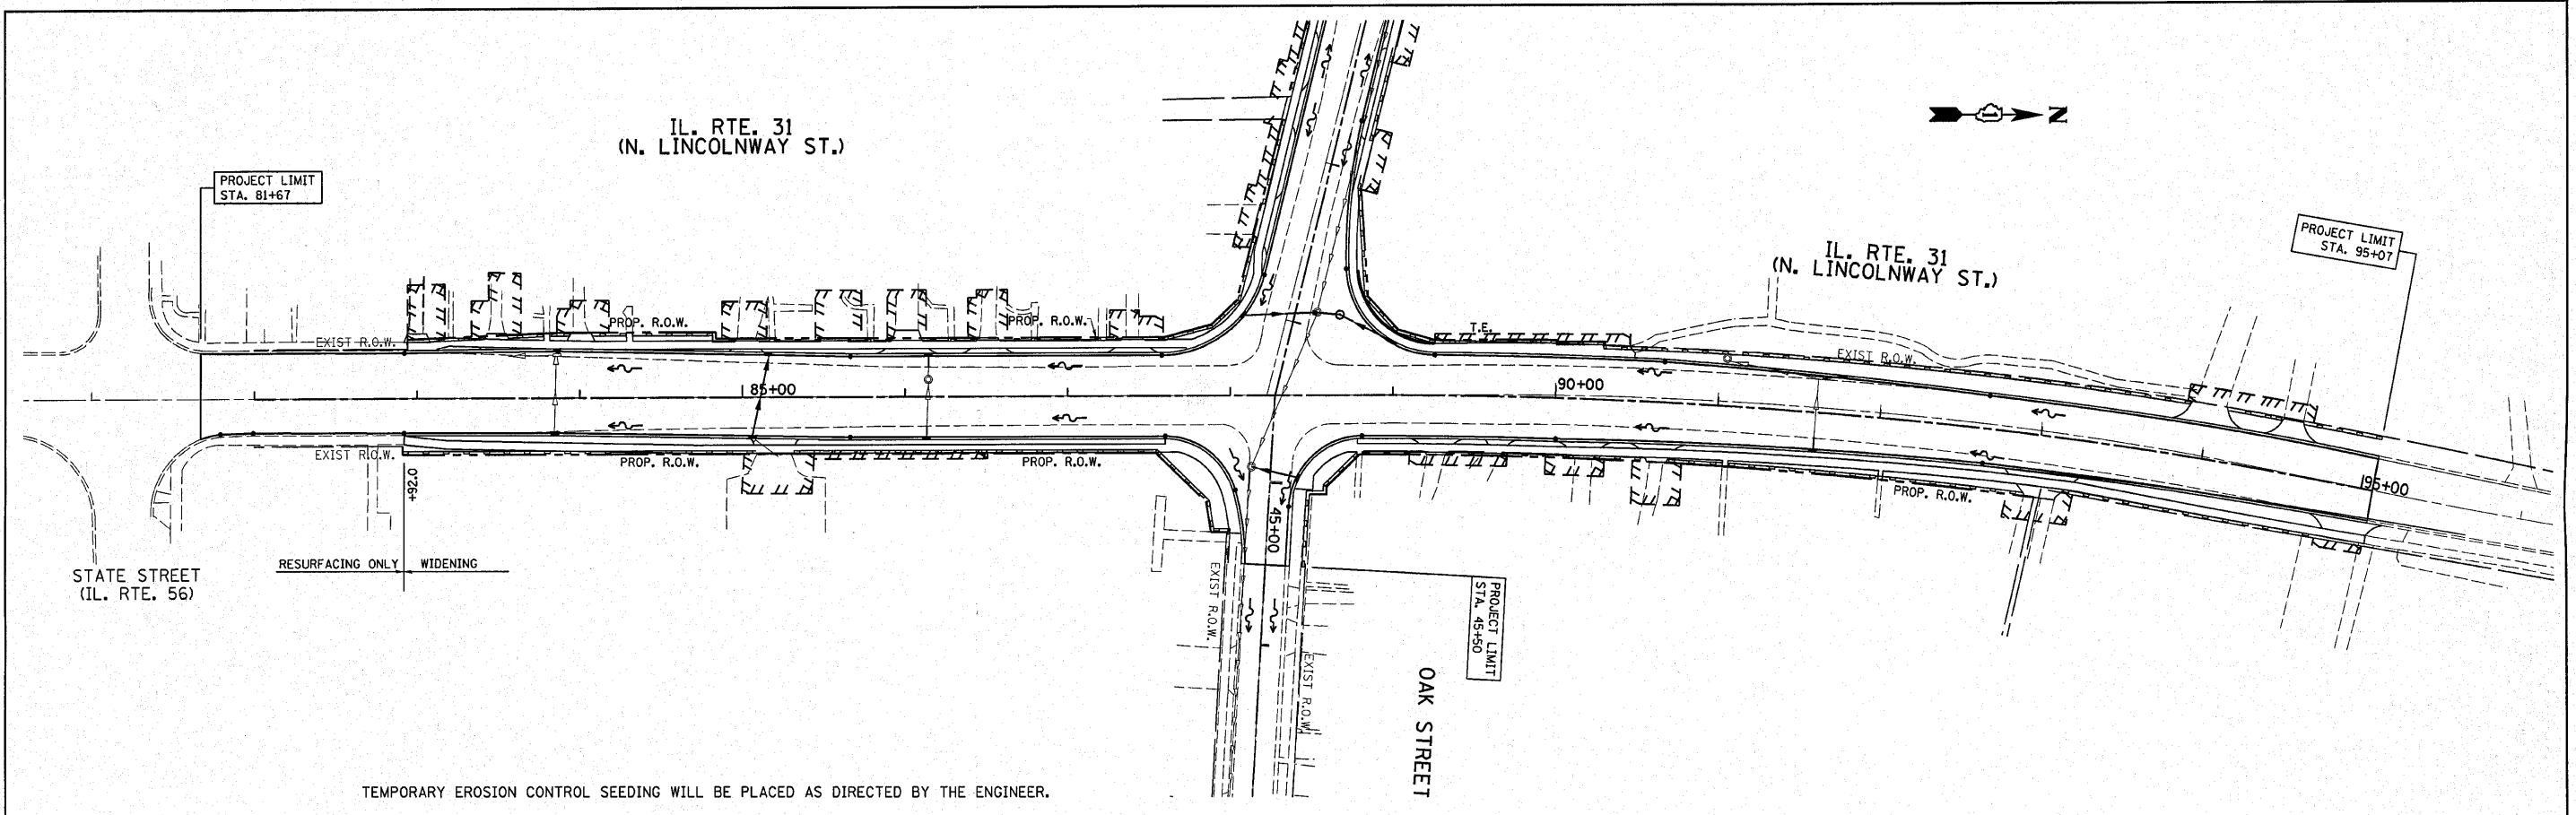 IL. RTE. 31
(N. LINCOLNWAY ST.)
N
PROJECT LIMIT
STA. 81+67
PROJECT LIMIT
STA. 95+07
IL. RTE. 31
(N. LINCOLNWAY ST.)
PROP. R.O.W.
PROP. R.O.W.
T.E.
EXIST R.O.W.
EXIST R.O.W.
85+00
90+00
EXIST R.O.W.
PROP. R.O.W.
PROP. R.O.W.
PROP. R.O.W.
95+00
+92.0
45+00
RESURFACING ONLY
WIDENING
STATE STREET
(IL. RTE. 56)
EXIST R.O.W.
EXIST R.O.W.
PROJECT LIMIT
STA. 45+50
OAK STREET
TEMPORARY EROSION CONTROL SEEDING WILL BE PLACED AS DIRECTED BY THE ENGINEER.